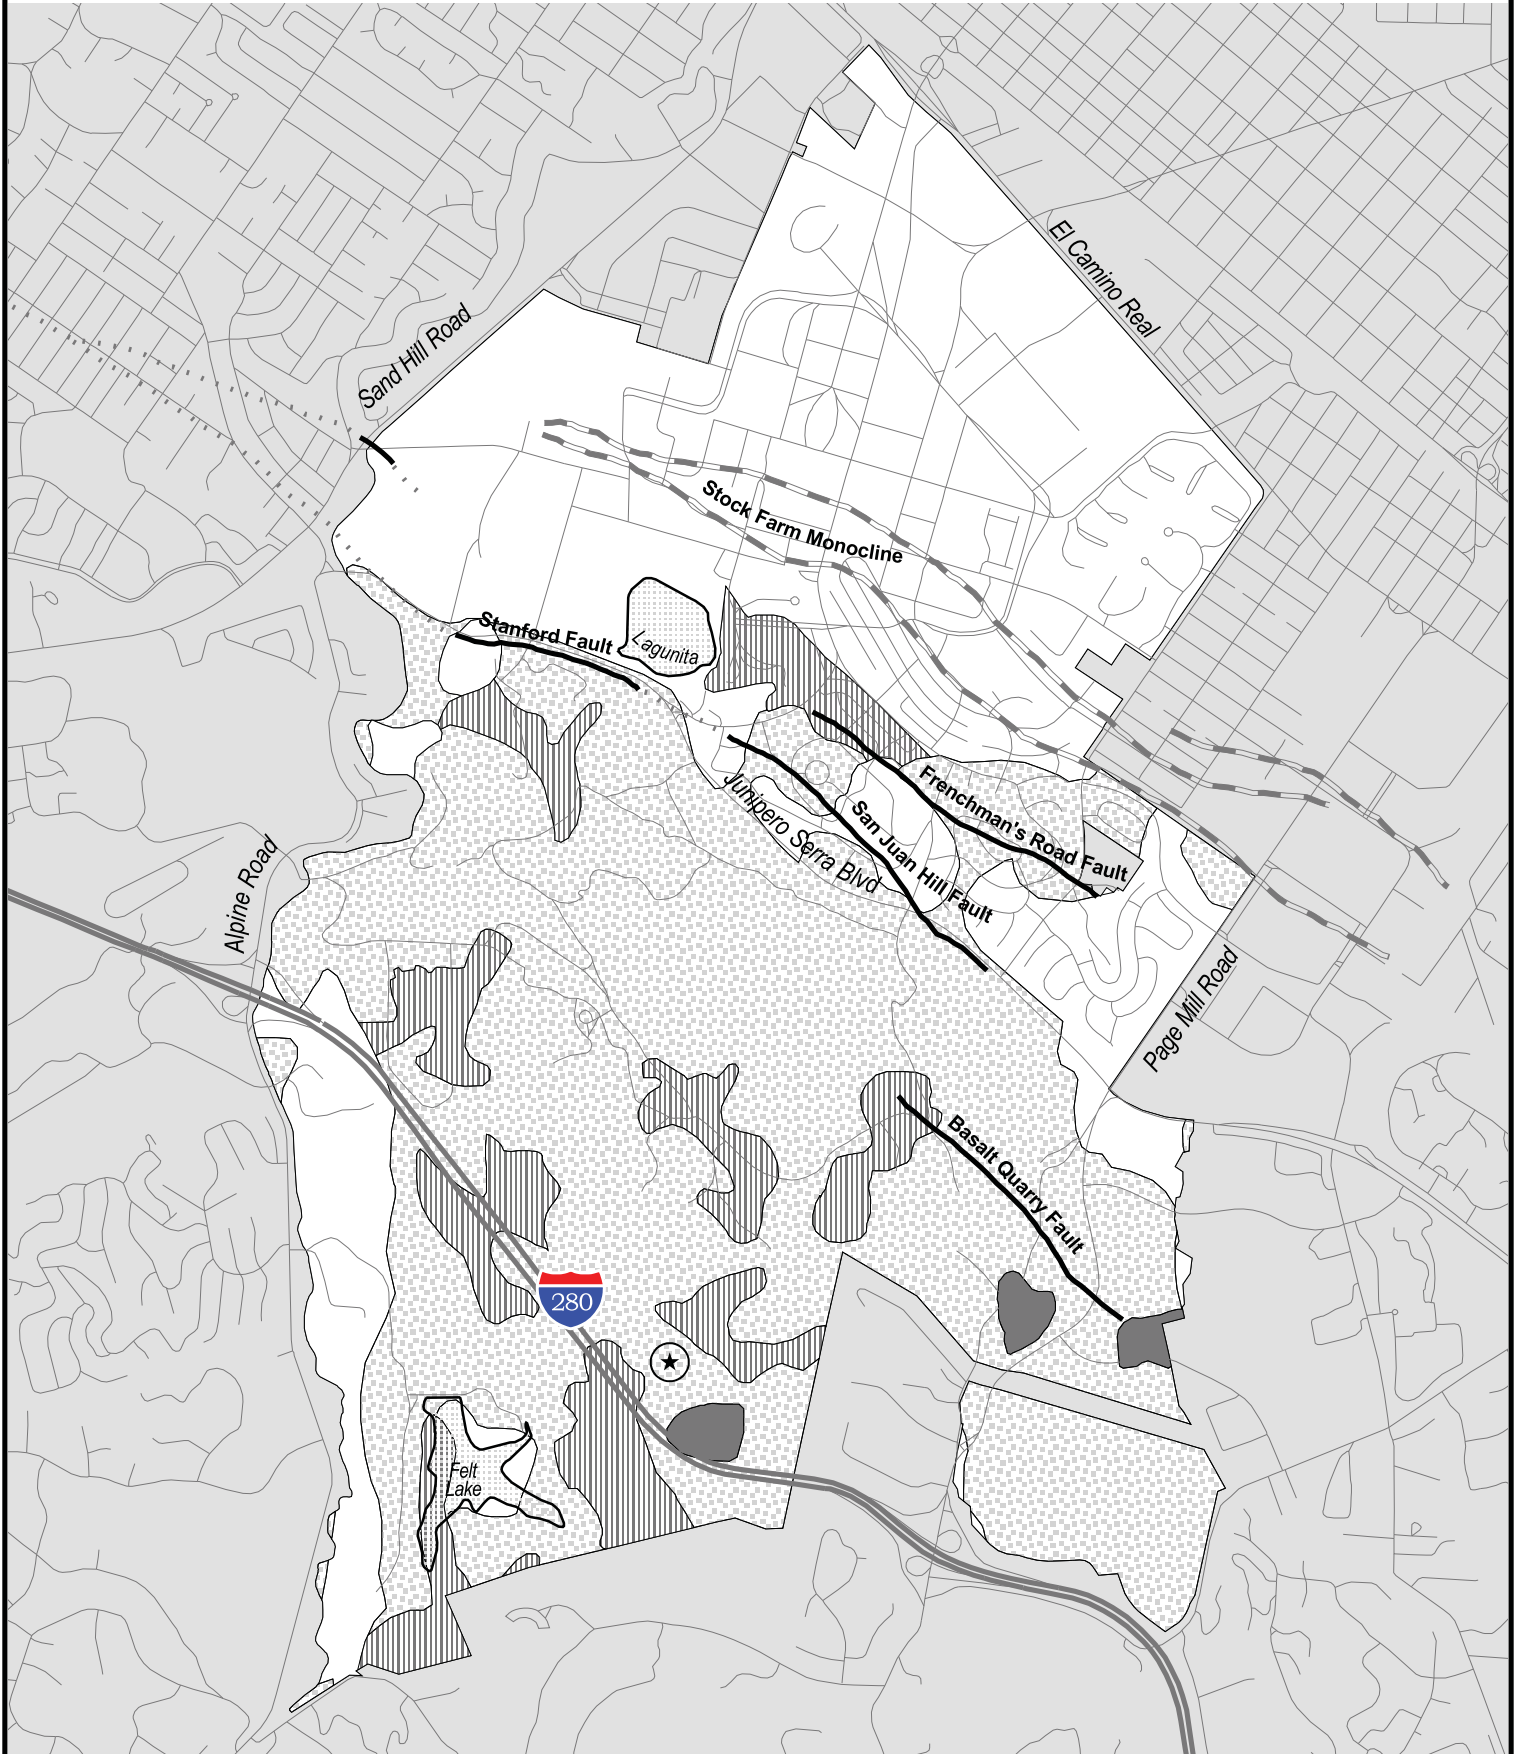 El Camino Real
Sand Hill Road
Stock Farm Monocline
Stanford Fault
Lagunita
Frenchman's Road Fault
San Juan Hill Fault
Junipero Serra Blvd
Alpine Road
Page Mill Road
Basalt Quarry Fault
280
Felt
Lake